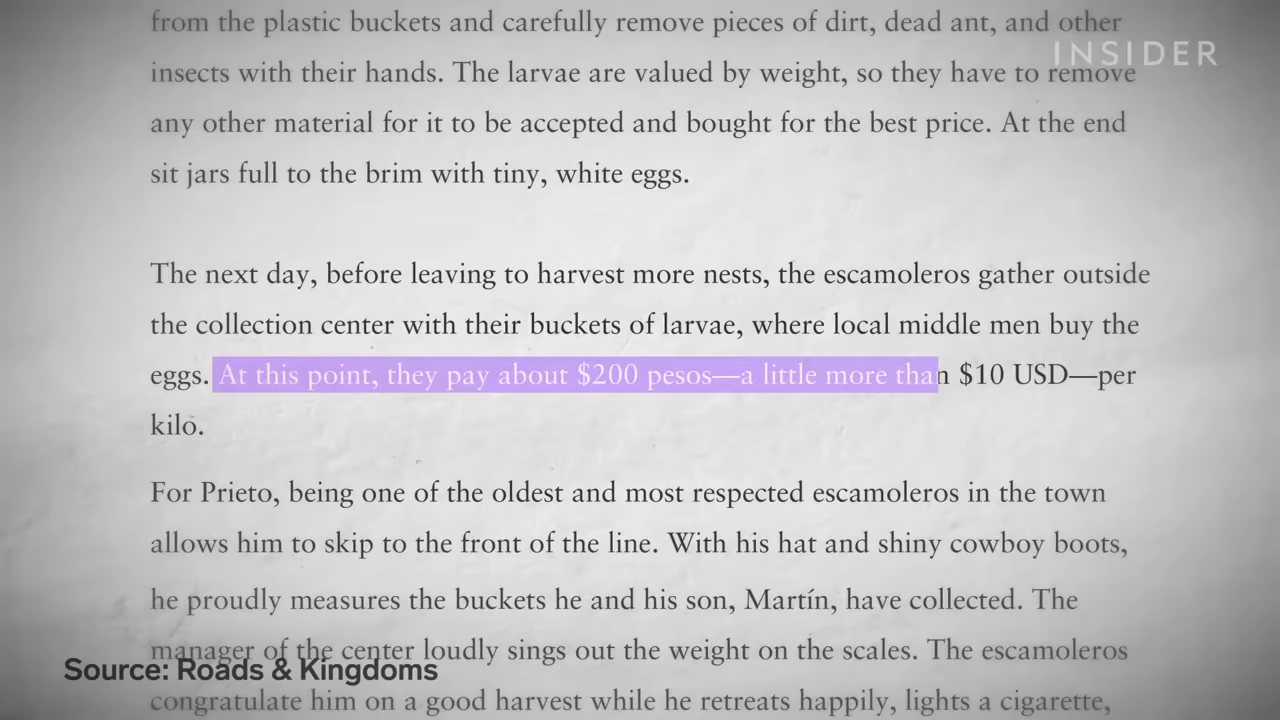 from the plastic buckets and carefully remove pieces of dirt, dead ant, and other
INSIDER
insects with their hands. The larvae are valued by weight, so they have to remove
any other material for it to be accepted and bought for the best price. At the end
sit jars full to the brim with tiny, white eggs.
The next day, before leaving to harvest more nests, the escamoleros gather outside
the collection center with their buckets of larvae, where local middle men buy the
eggs. At this point, they pay about $200 pesos—a little more than $10 USD—per
kilo.
For Prieto, being one of the oldest and most respected escamoleros in the town
allows him to skip to the front of the line. With his hat and shiny cowboy boots,
he proudly measures the buckets he and his son, Martín, have collected. The
manager of the center loudly sings out the weight on the scales. The escamoleros
Source: Roads & Kingdoms
congratulate him on a good harvest while he retreats happily, lights a cigarette,